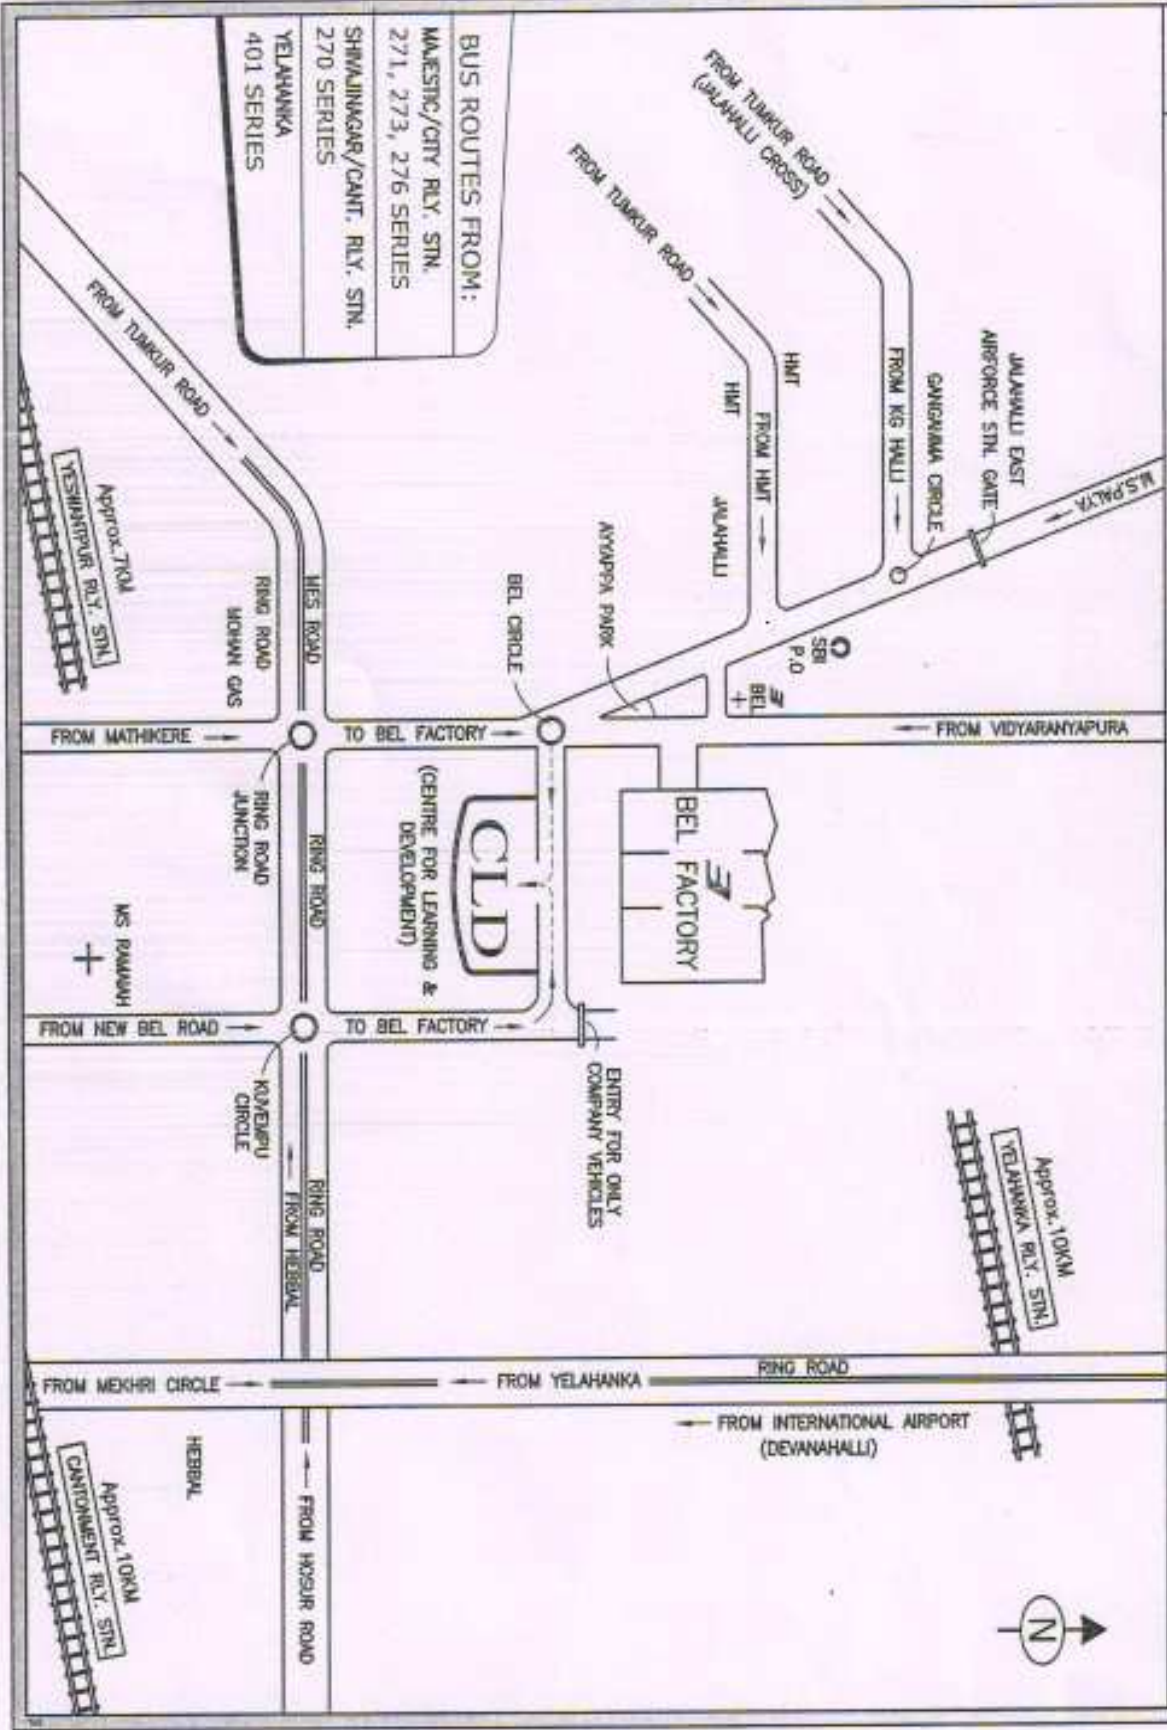 BUS ROUTES FROM:
MAJESTIC/CITY RLY. STN.
271, 273, 276 SERIES
SHIVAJINAGAR/CANT. RLY. STN.
270 SERIES
YELAHANKA
401 SERIES
FROM TUMKUR ROAD
(JALAHALLI CROSS)
FROM TUMKUR ROAD
HMT
HMT
FROM HMT
FROM KG HALLI
GANGAMMA CIRCLE
JALAHALLI EAST
AIRFORCE STN. GATE
M.S.PALYA
JALAHALLI
AYYAPPA PARK
SBI
P.O
BEL
BEL CIRCLE
FROM VIDYARANYAPURA
BEL FACTORY
CLD
(CENTRE FOR LEARNING &
DEVELOPMENT)
TO BEL FACTORY
TO BEL FACTORY
ENTRY FOR ONLY
COMPANY VEHICLES
FROM TUMKUR ROAD
MES ROAD
RING ROAD
MOHAN GAS
Approx.7KM
YESWANTPUR RLY. STN.
FROM MATHIKERE
RING ROAD
JUNCTION
RING ROAD
MS RAMAIAH
FROM NEW BEL ROAD
KUVEMPU
CIRCLE
RING ROAD
FROM HEBBAL
Approx.10KM
YELAHANKA RLY. STN.
RING ROAD
FROM YELAHANKA
FROM MEKHRI CIRCLE
FROM INTERNATIONAL AIRPORT
(DEVANAHALLI)
HEBBAL
FROM HOSUR ROAD
Approx.10KM
CANTONMENT RLY. STN.
N